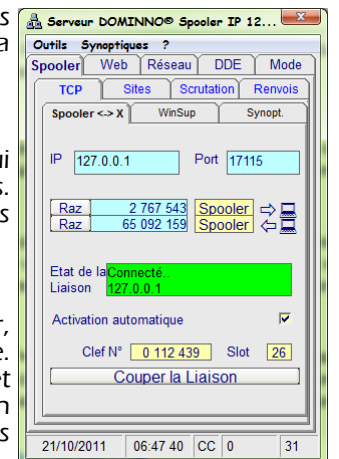 Serveur DOMINNO® Spooler IP 12...
Outils Synoptiques ?
Spooler Web Réseau DDE Mode
TCP Sites Scrutation Renvois
Spooler <-> X WinSup Synopt.
IP 127.0.0.1 Port 17115
Raz 2 767 543 Spooler
Raz 65 092 159 Spooler
Etat de la Connecté..
Liaison 127.0.0.1
Activation automatique
Clef N° 0 112 439 Slot 26
Couper la Liaison
21/10/2011 06:47 40 CC 0 31